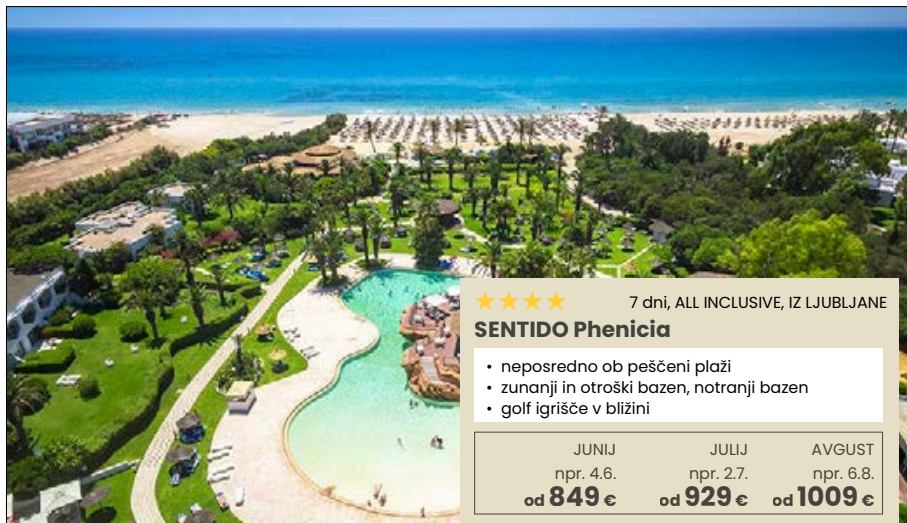 7 dni, ALL INCLUSIVE, IZ LJUBLJANE
SENTIDO Phenicia
• neposredno ob peščeni plaži
• zunanji in otroški bazen, notranji bazen
• golf igrišče v bližini
JUNIJ JULIJ AVGUST
npr. 4.6. npr. 2.7. npr. 6.8.
od 849 € od 929 € od 1009 €